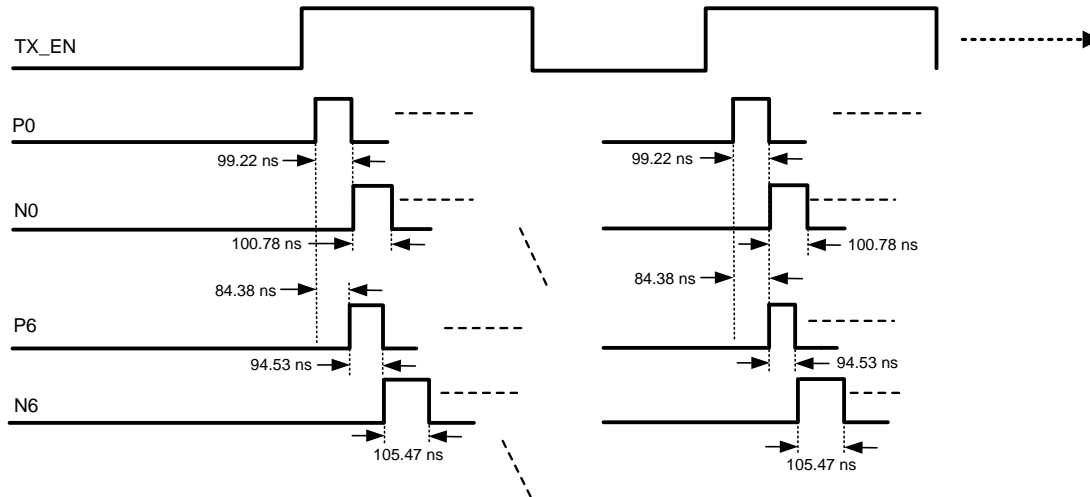 TX_EN
P0
99.22 ns
99.22 ns
N0
100.78 ns
100.78 ns
84.38 ns
84.38 ns
P6
94.53 ns
94.53 ns
N6
105.47 ns
105.47 ns